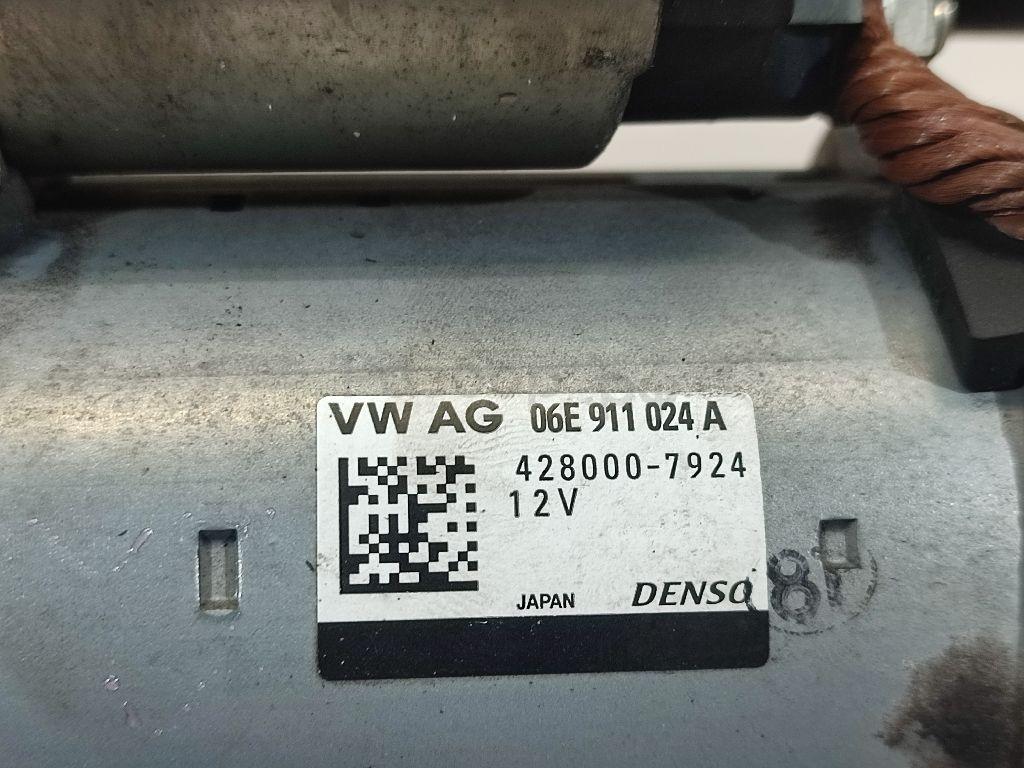 VW AG 06E 911 024 A
428000-7924
12V
JAPAN DENSO